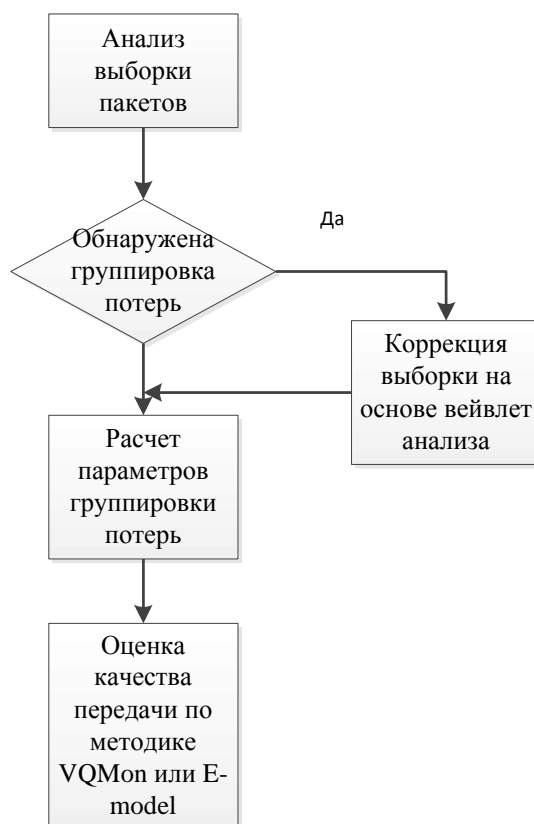 Анализ
выборки
пакетов
Обнаружена
группировка
потерь
Да
Коррекция
выборки на
основе вейвлет
анализа
Расчет
параметров
группировки
потерь
Оценка
качества
передачи по
методике
VQMon или E-
model